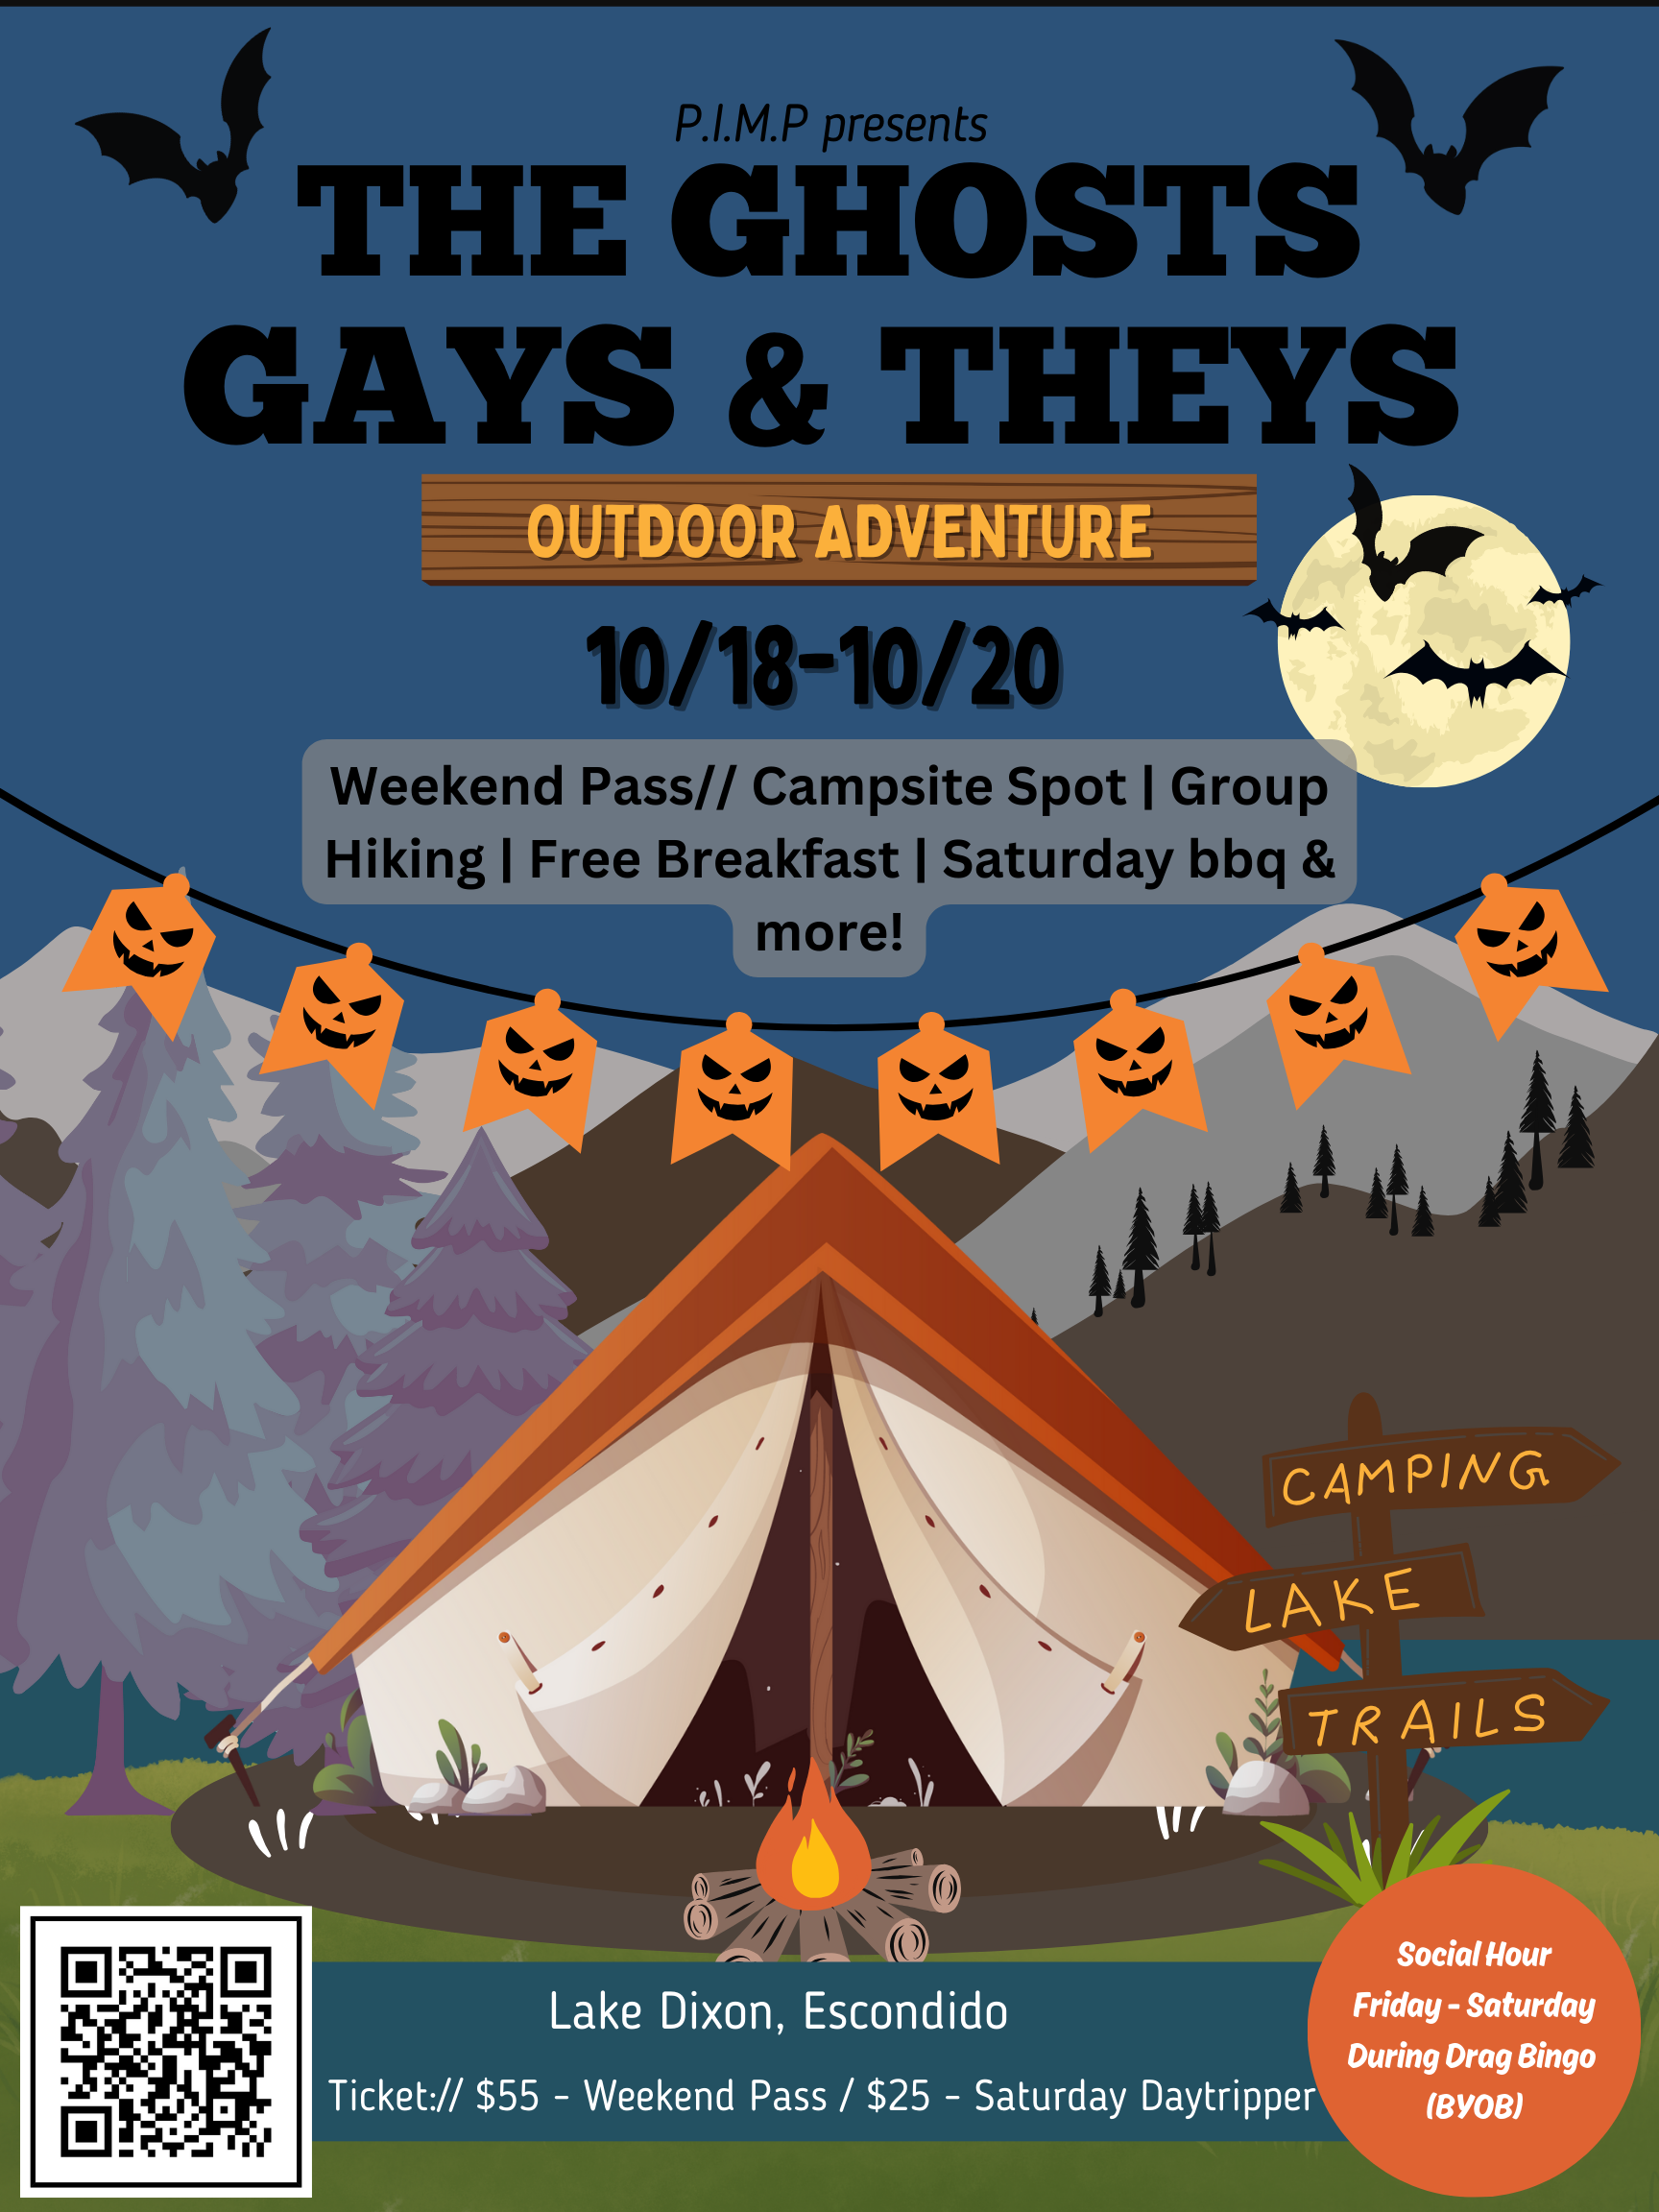 P.I.M.P presents
THE GHOSTS
GAYS & THEYS
OUTDOOR ADVENTURE
10/18-10/20
Weekend Pass// Campsite Spot | Group
Hiking | Free Breakfast | Saturday bbq &
more!
CAMPING
LAKE
TRAILS
Lake Dixon, Escondido
Ticket:// $55 - Weekend Pass / $25 - Saturday Daytripper
Social Hour
Friday - Saturday
During Drag Bingo
(BYOB)